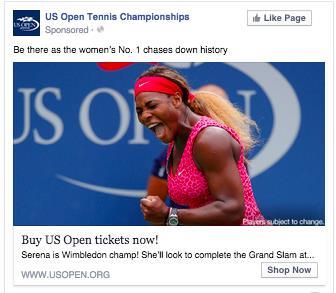 US OPEN
US Open Tennis Championships
Like Page
Sponsored ·
Be there as the women's No. 1 chases down history
US OPEN
Players subject to change.
Buy US Open tickets now!
Serena is Wimbledon champ! She'll look to complete the Grand Slam at...
WWW.USOPEN.ORG
Shop Now